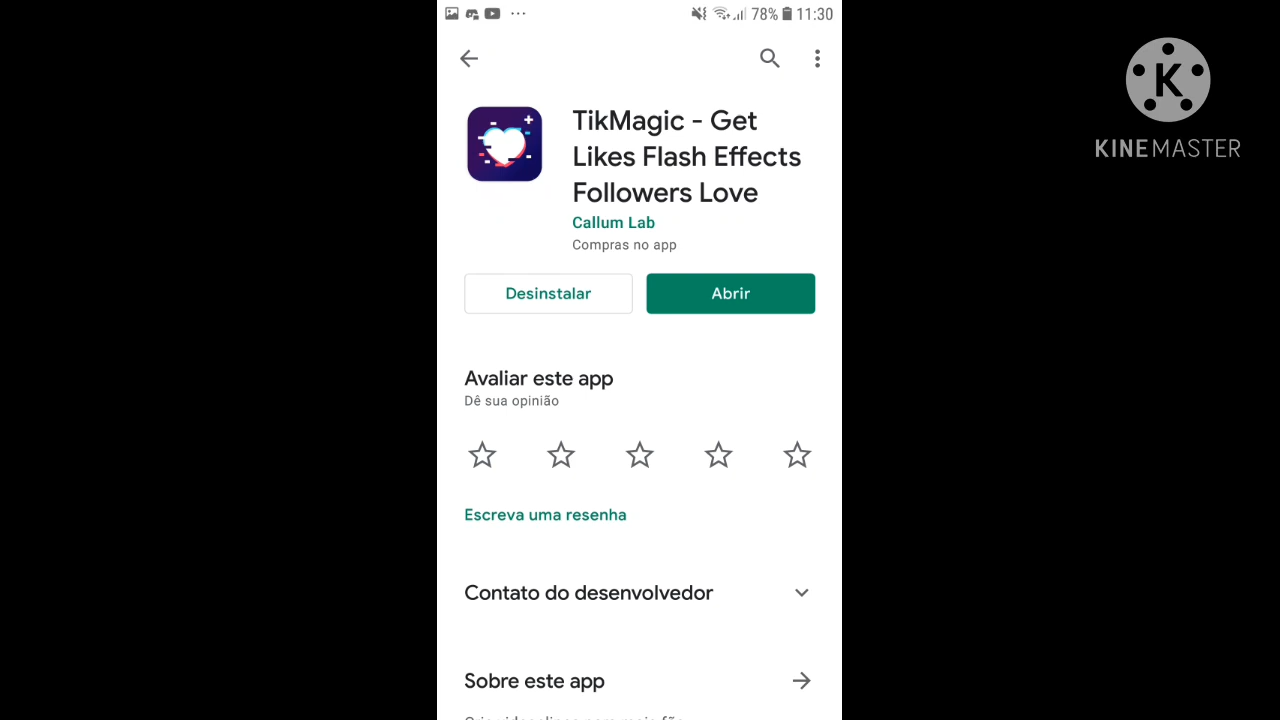 78% 11:30
TikMagic - Get
Likes Flash Effects
Followers Love
Callum Lab
Compras no app
Desinstalar
Abrir
Avaliar este app
Dê sua opinião
Escreva uma resenha
Contato do desenvolvedor
Sobre este app
K
KINEMASTER